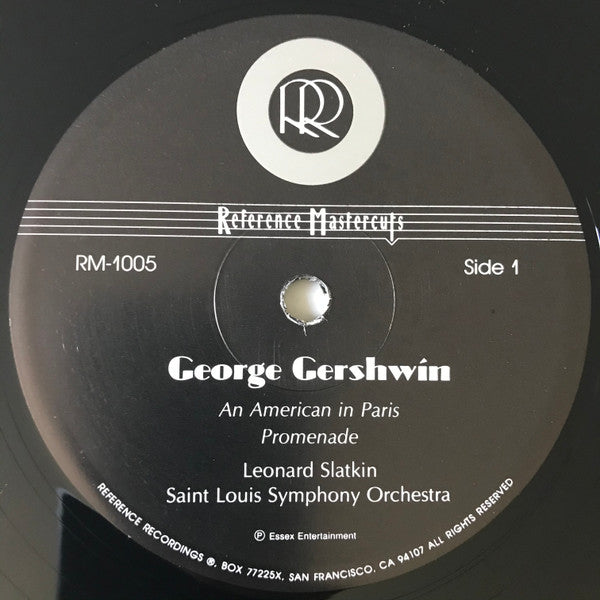 RR
Reference Mastercuts
RM-1005
Side 1
George Gershwin
An American in Paris
Promenade
Leonard Slatkin
Saint Louis Symphony Orchestra
℗ Essex Entertainment
REFERENCE RECORDINGS ®, BOX 77225X, SAN FRANCISCO, CA 94107 ALL RIGHTS RESERVED